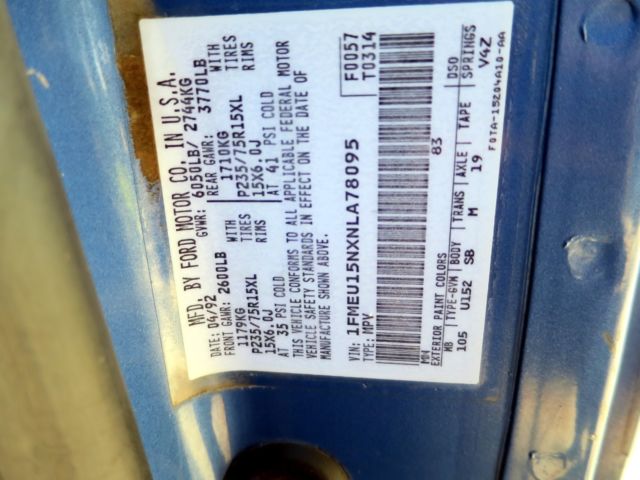 MFD. BY FORD MOTOR CO. IN U.S.A.
DATE: 04/92 GVWR: 6050LB/ 2744KG
FRONT GAWR: 2600LB REAR GAWR: 3770LB
1179KG WITH 1710KG WITH
P235/75R15XL TIRES P235/75R15XL TIRES
15X6.0J RIMS 15X6.0J RIMS
AT 35 PSI COLD AT 41 PSI COLD
THIS VEHICLE CONFORMS TO ALL APPLICABLE FEDERAL MOTOR
VEHICLE SAFETY STANDARDS IN EFFECT ON THE DATE OF
MANUFACTURE SHOWN ABOVE.
VIN: 1FMEU15NXNLA78095 F0057
TYPE: MPV T0314
MM 83
EXTERIOR PAINT COLORS DSO
WB TYPE-GVW BODY TRANS AXLE TAPE SPRINGS
105 U152 SB M 19 V4Z
F0TA-15204A10-AA